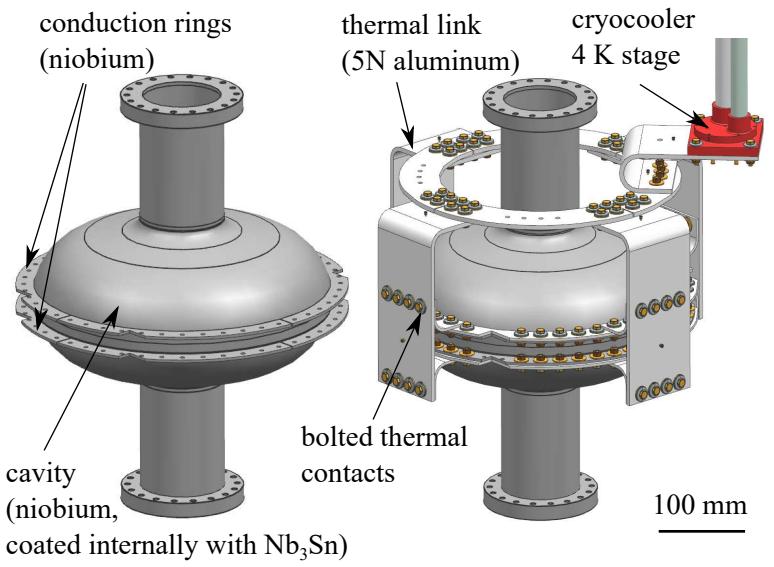 conduction rings
(niobium)
thermal link
(5N aluminum)
cryocooler
4 K stage
bolted thermal
contacts
cavity
(niobium,
coated internally with Nb₃Sn)
100 mm